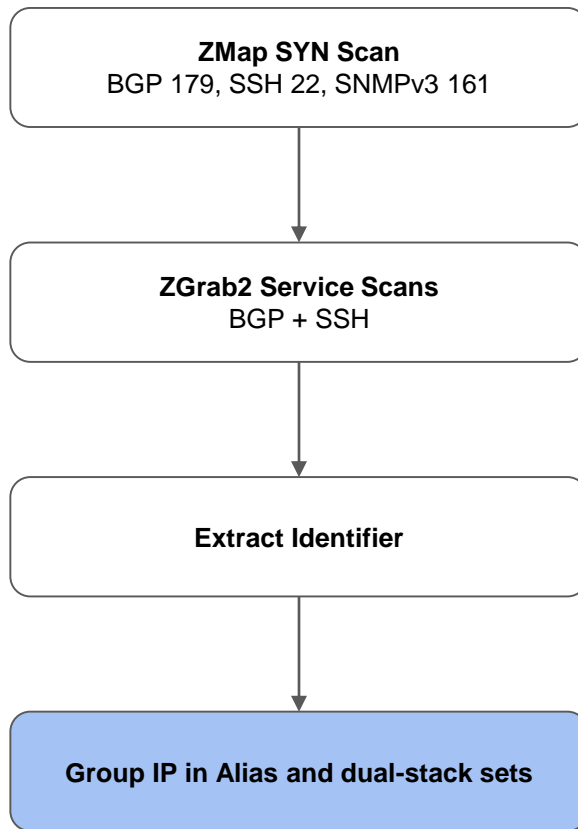 ZMap SYN Scan
BGP 179, SSH 22, SNMPv3 161
ZGrab2 Service Scans
BGP + SSH
Extract Identifier
Group IP in Alias and dual-stack sets